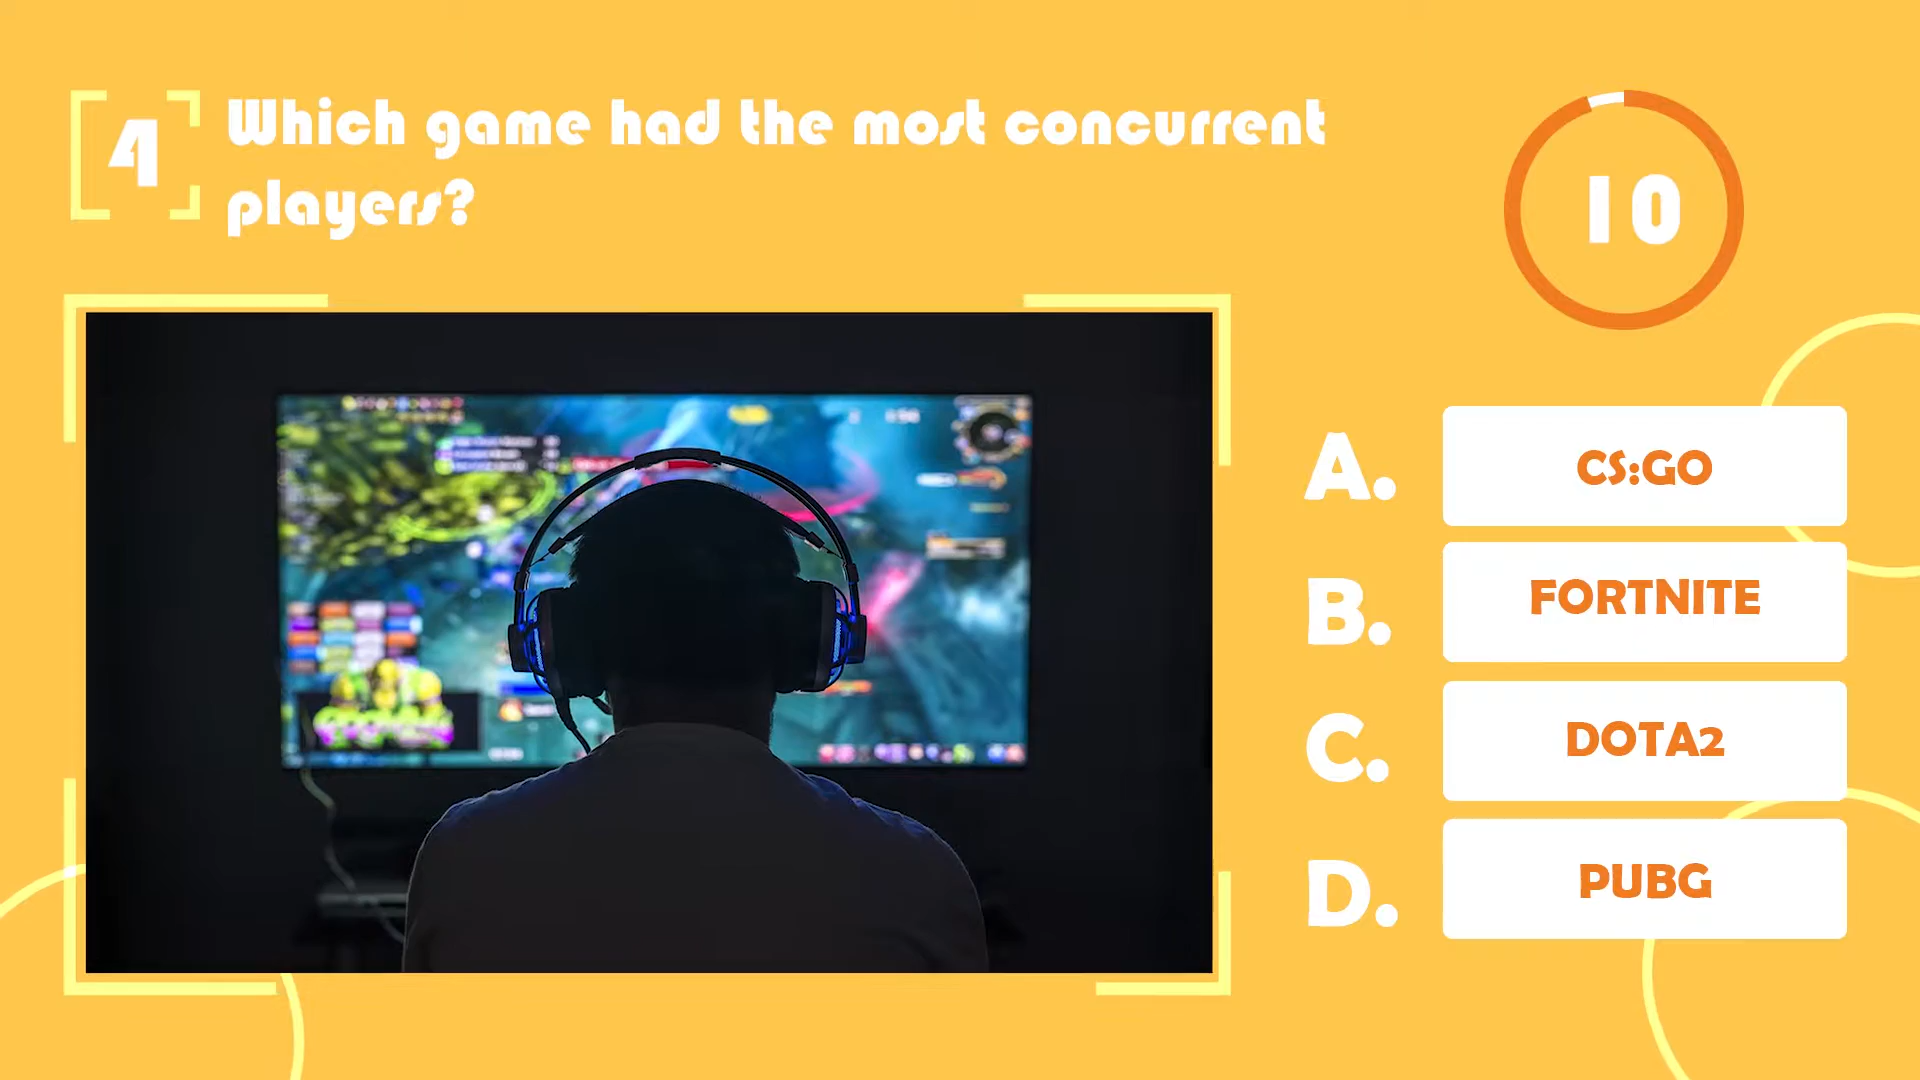 4
Which game had the most concurrent
players?
10
A.
CS:GO
B.
FORTNITE
C.
DOTA2
D.
PUBG